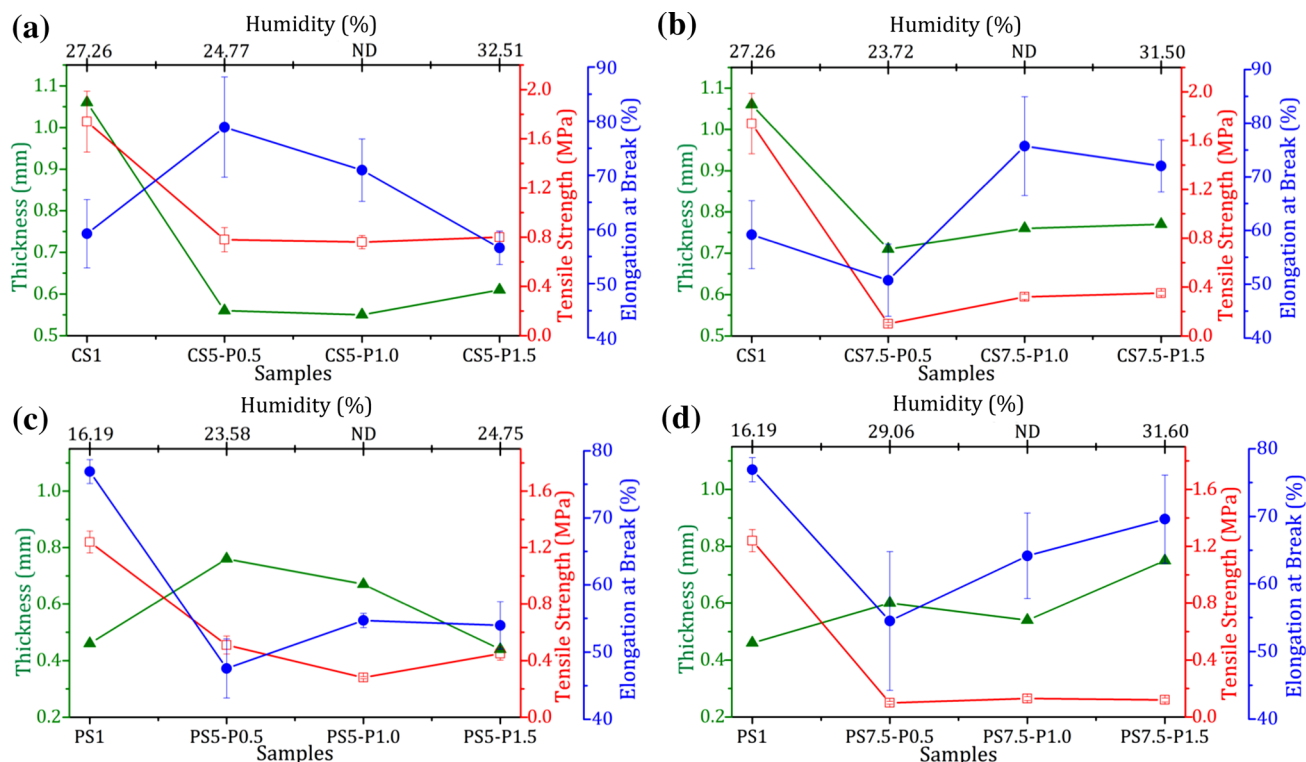 (a)
Humidity (%)
27.26 24.77 ND 32.51
1.1
1.0
0.9
0.8
0.7
0.6
0.5
Thickness (mm)
2.0
1.6
1.2
0.8
0.4
0.0
Tensile Strength (MPa)
90
80
70
60
50
40
Elongation at Break (%)
CS1 CS5-P0.5 CS5-P1.0 CS5-P1.5
Samples
(b)
Humidity (%)
27.26 23.72 ND 31.50
1.1
1.0
0.9
0.8
0.7
0.6
0.5
Thickness (mm)
2.0
1.6
1.2
0.8
0.4
0.0
Tensile Strength (MPa)
90
80
70
60
50
40
Elongation at Break (%)
CS1 CS7.5-P0.5 CS7.5-P1.0 CS7.5-P1.5
Samples
(c)
Humidity (%)
16.19 23.58 ND 24.75
1.0
0.8
0.6
0.4
0.2
Thickness (mm)
1.6
1.2
0.8
0.4
0.0
Tensile Strength (MPa)
80
70
60
50
40
Elongation at Break (%)
PS1 PS5-P0.5 PS5-P1.0 PS5-P1.5
Samples
(d)
Humidity (%)
16.19 29.06 ND 31.60
1.0
0.8
0.6
0.4
0.2
Thickness (mm)
1.6
1.2
0.8
0.4
0.0
Tensile Strength (MPa)
80
70
60
50
40
Elongation at Break (%)
PS1 PS7.5-P0.5 PS7.5-P1.0 PS7.5-P1.5
Samples